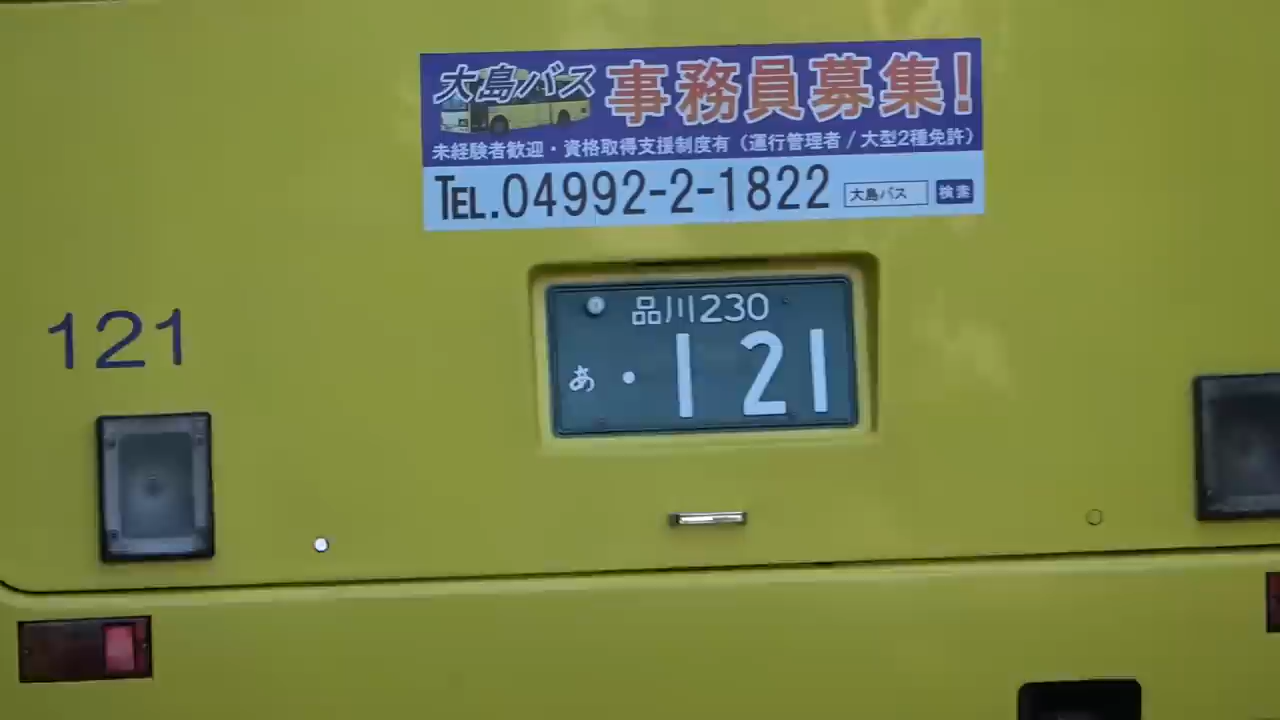 大島バス 事務員募集!
未経験者歓迎・資格取得支援制度有(運行管理者/大型2種免許)
TEL.04992-2-1822 大島バス 検索
121
品川230
あ ・1 21